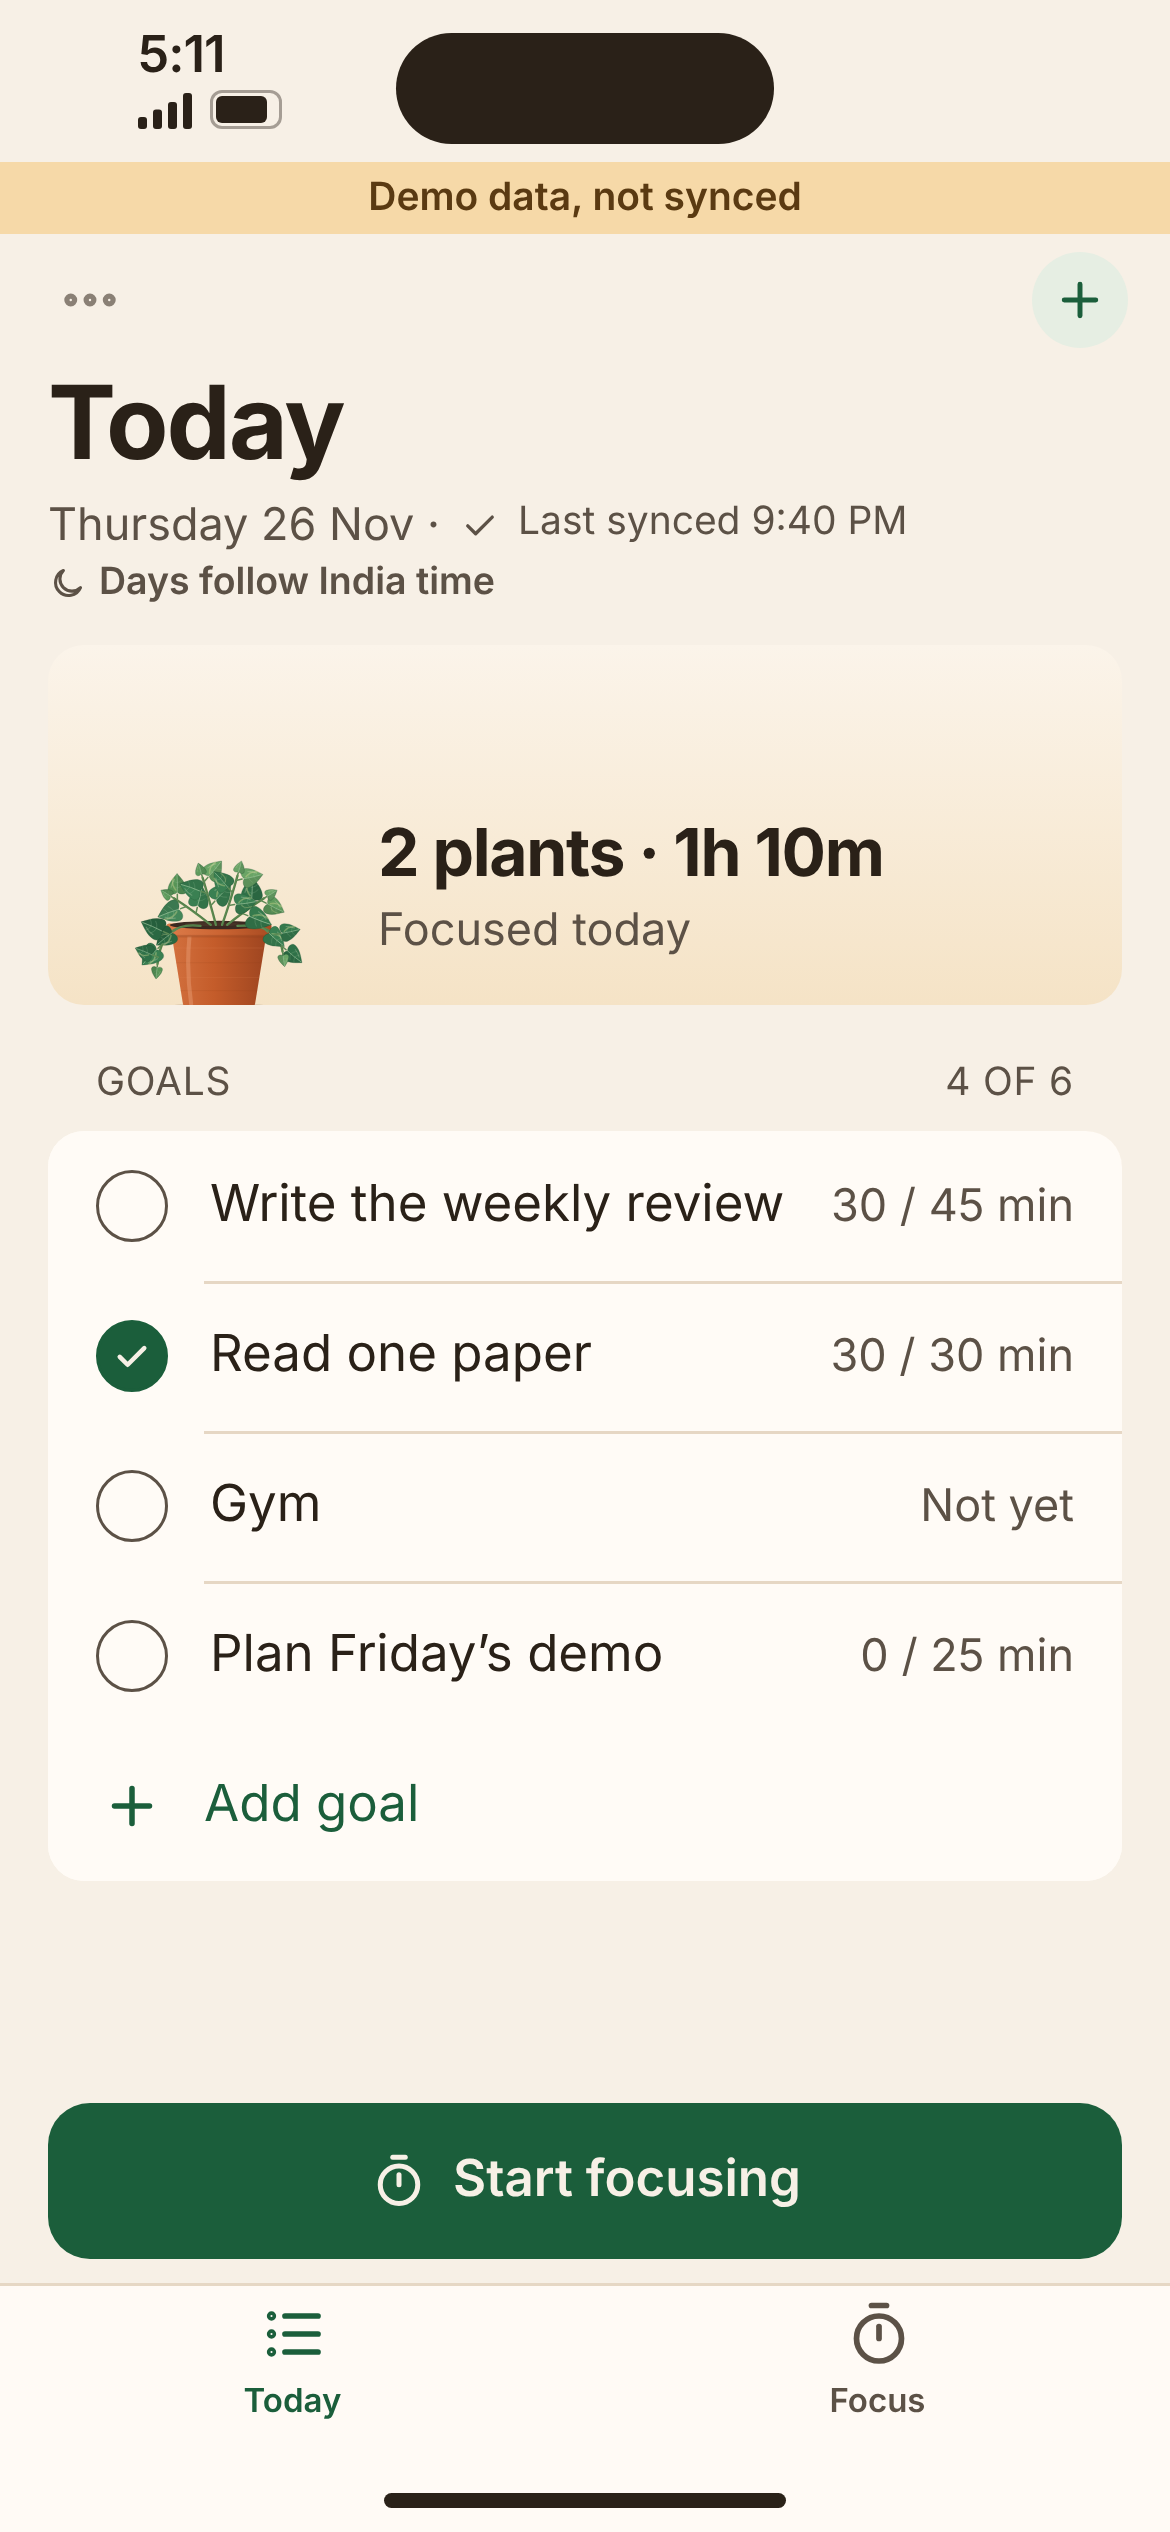 5:11
Demo data, not synced
Today
Thursday 26 Nov · Last synced 9:40 PM
Days follow India time
2 plants · 1h 10m
Focused today
GOALS 4 OF 6
Write the weekly review 30 / 45 min
Read one paper 30 / 30 min
Gym Not yet
Plan Friday’s demo 0 / 25 min
Add goal
Start focusing
Today Focus